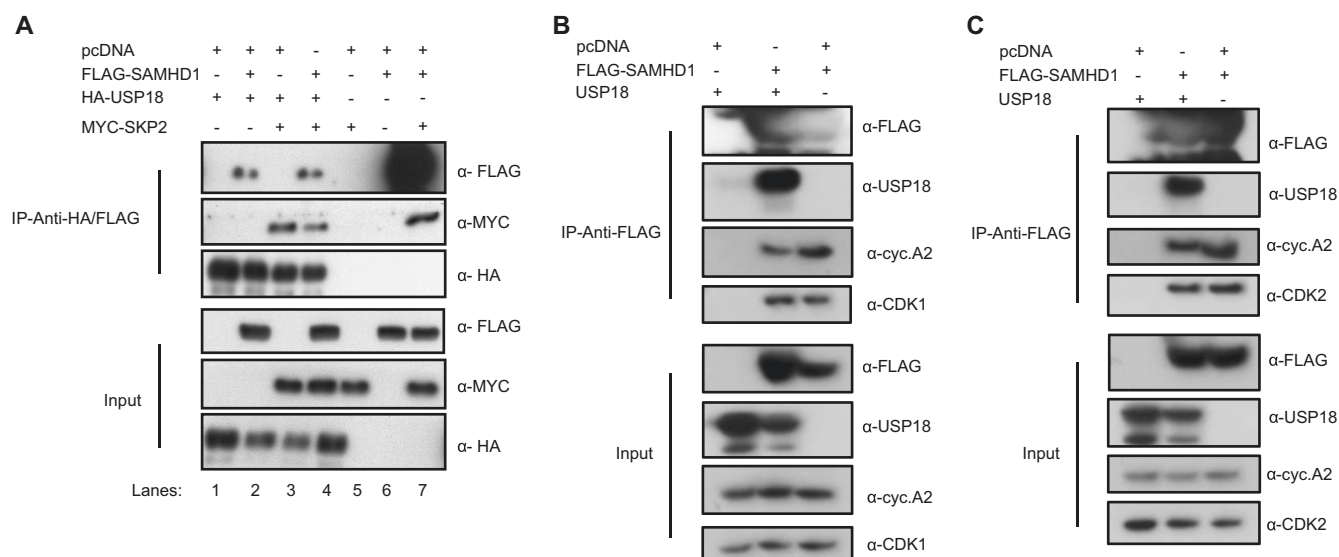 A
pcDNA + + + - + + +
FLAG-SAMHD1 - + - + - + +
HA-USP18 + + + + - - -
MYC-SKP2 - - + + + - +
IP-Anti-HA/FLAG
α- FLAG
α-MYC
α- HA
Input
α- FLAG
α-MYC
α- HA
Lanes: 1 2 3 4 5 6 7
B
pcDNA + - +
FLAG-SAMHD1 - + +
USP18 + + -
IP-Anti-FLAG
α-FLAG
α-USP18
α-cyc.A2
α-CDK1
Input
α-FLAG
α-USP18
α-cyc.A2
α-CDK1
C
pcDNA + - +
FLAG-SAMHD1 - + +
USP18 + + -
IP-Anti-FLAG
α-FLAG
α-USP18
α-cyc.A2
α-CDK2
Input
α-FLAG
α-USP18
α-cyc.A2
α-CDK2